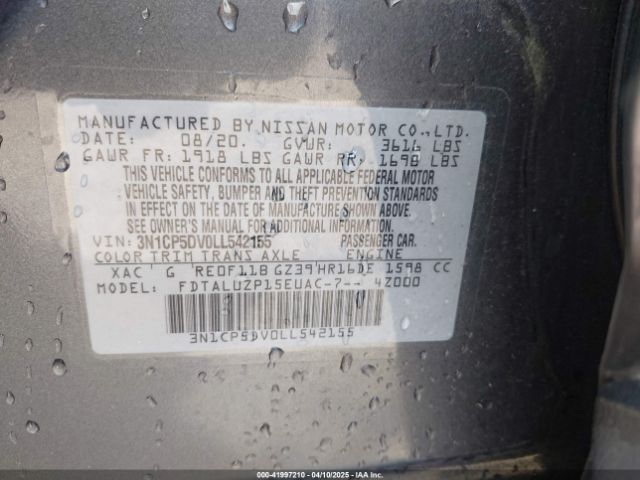 MANUFACTURED BY NISSAN MOTOR CO.,LTD.
DATE: 08/20. GVWR: 3616 LBS
GAWR FR: 1918 LBS GAWR RR: 1698 LBS
THIS VEHICLE CONFORMS TO ALL APPLICABLE FEDERAL MOTOR
VEHICLE SAFETY, BUMPER AND THEFT PREVENTION STANDARDS
IN EFFECT ON THE DATE OF MANUFACTURE SHOWN ABOVE.
SEE OWNER'S MANUAL FOR ADDITIONAL INFORMATION
VIN: 3N1CP5DV0LL542155 PASSENGER CAR.
COLOR TRIM TRANS AXLE ENGINE
XAC G RE0F11B GZ39 HR16DE 1598 CC
MODEL: FDTALUZP15EUAC-7-- 4Z000
3N1CP5DV0LL542155
000-41997210 - 04/10/2025 - IAA Inc.